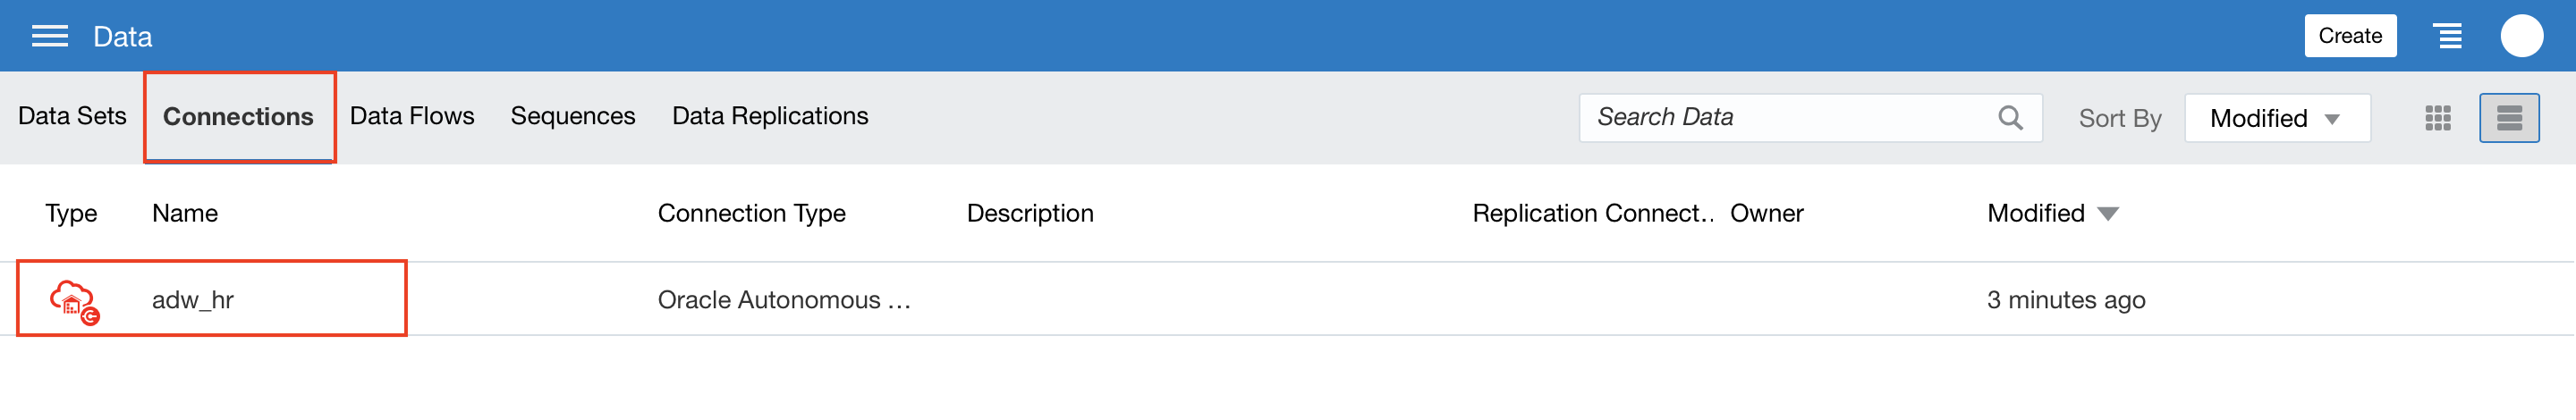 Data Create
Data Sets Connections Data Flows Sequences Data Replications Search Data Sort By Modified
Type Name Connection Type Description Replication Connect.. Owner Modified
adw_hr Oracle Autonomous ... 3 minutes ago